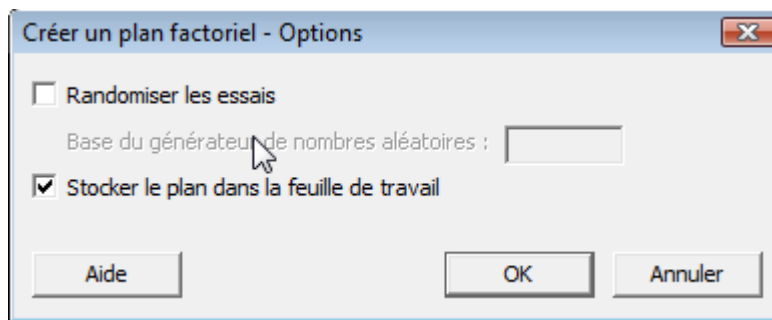 Créer un plan factoriel - Options
Randomiser les essais
Base du générateur de nombres aléatoires :
Stocker le plan dans la feuille de travail
Aide OK Annuler